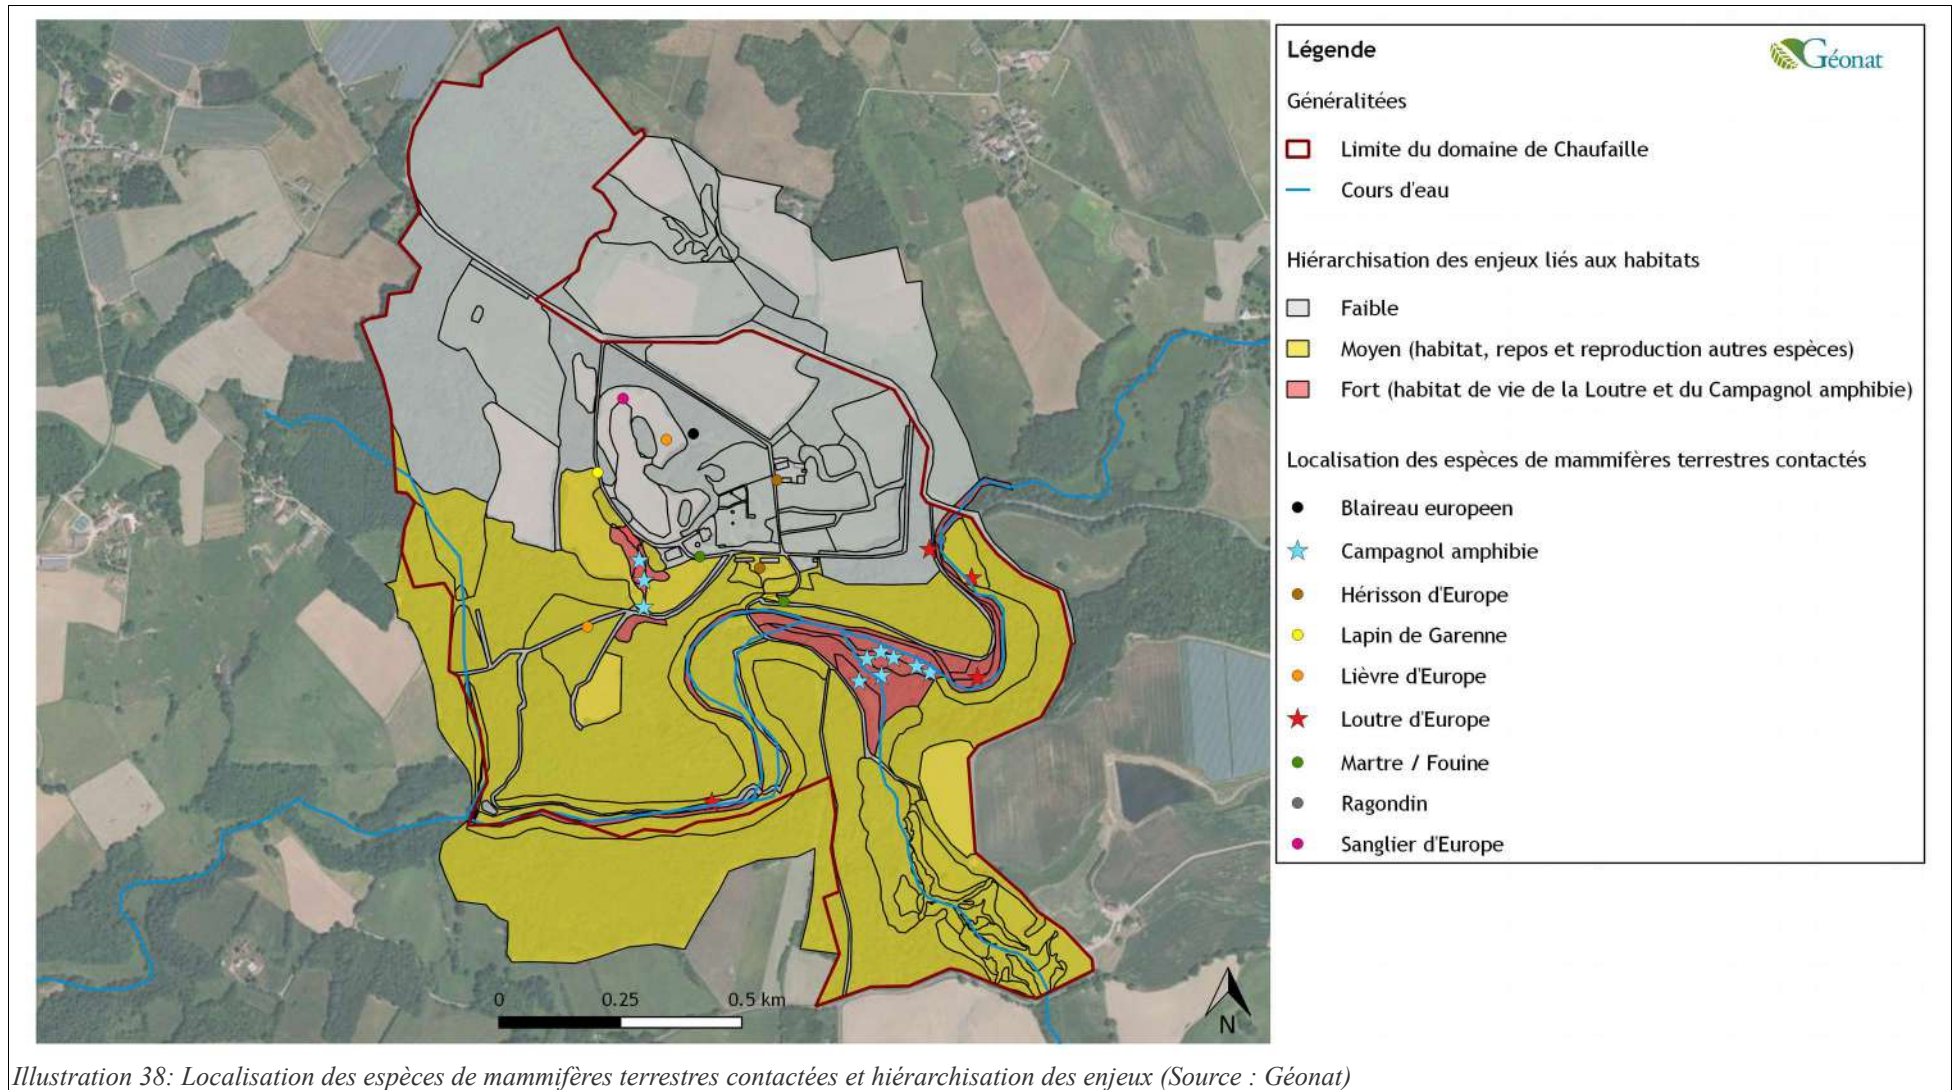 Légende
Géonat
Généralitées
Limite du domaine de Chaufaille
Cours d'eau
Hiérarchisation des enjeux liés aux habitats
Faible
Moyen (habitat, repos et reproduction autres espèces)
Fort (habitat de vie de la Loutre et du Campagnol amphibie)
Localisation des espèces de mammifères terrestres contactés
Blaireau europeen
Campagnol amphibie
Hérisson d'Europe
Lapin de Garenne
Lièvre d'Europe
Loutre d'Europe
Martre / Fouine
Ragondin
Sanglier d'Europe
0 0.25 0.5 km
N
Illustration 38: Localisation des espèces de mammifères terrestres contactées et hiérarchisation des enjeux (Source : Géonat)